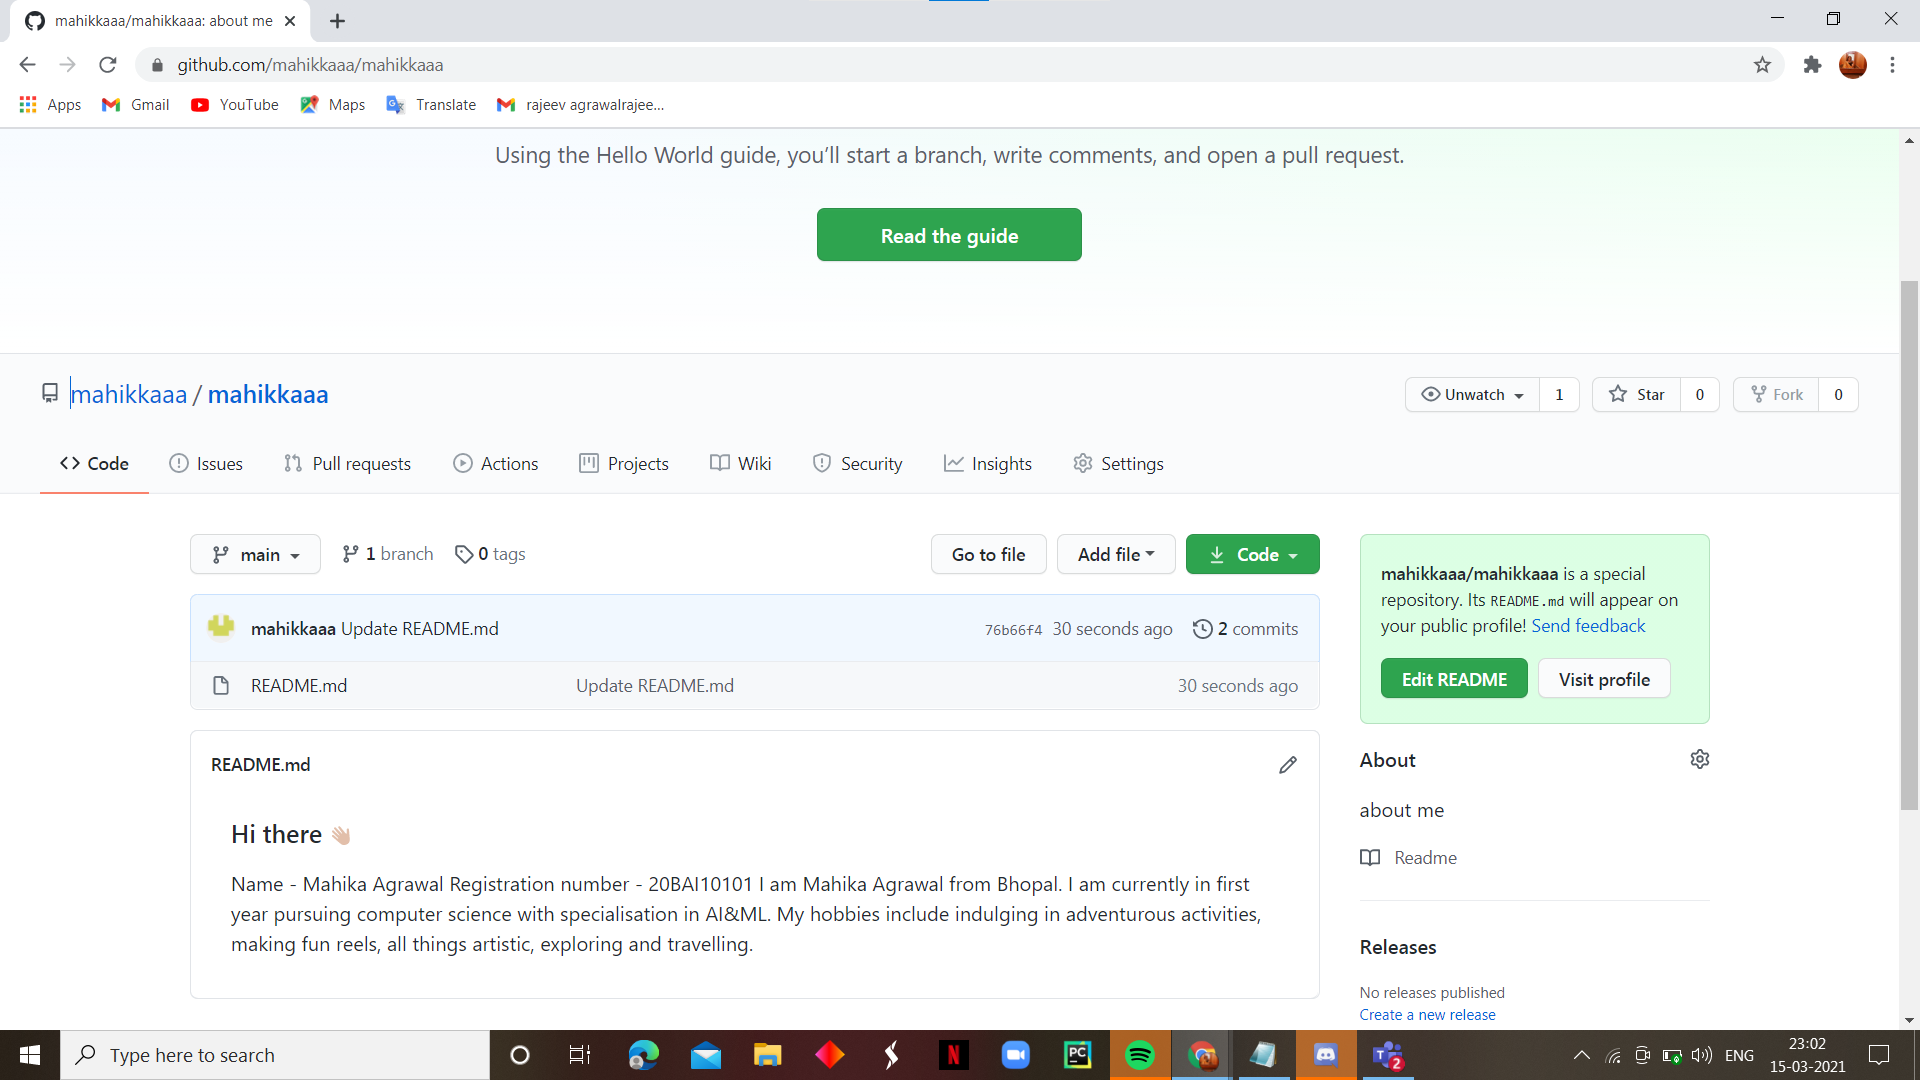 mahikkaaa/mahikkaaa: about me
github.com/mahikkaaa/mahikkaaa
Apps Gmail YouTube Maps Translate rajeev agrawalrajee...
Using the Hello World guide, you’ll start a branch, write comments, and open a pull request.
Read the guide
mahikkaaa / mahikkaaa
Unwatch 1 Star 0 Fork 0
Code Issues Pull requests Actions Projects Wiki Security Insights Settings
main 1 branch 0 tags Go to file Add file Code
mahikkaaa Update README.md 76b66f4 30 seconds ago 2 commits
README.md Update README.md 30 seconds ago
README.md
Hi there 👋🏻
Name - Mahika Agrawal Registration number - 20BAI10101 I am Mahika Agrawal from Bhopal. I am currently in first
year pursuing computer science with specialisation in AI&ML. My hobbies include indulging in adventurous activities,
making fun reels, all things artistic, exploring and travelling.
mahikkaaa/mahikkaaa is a special
repository. Its README.md will appear on
your public profile! Send feedback
Edit README Visit profile
About
about me
Readme
Releases
No releases published
Create a new release
Type here to search
N
PC
T 2
ENG
23:02
15-03-2021